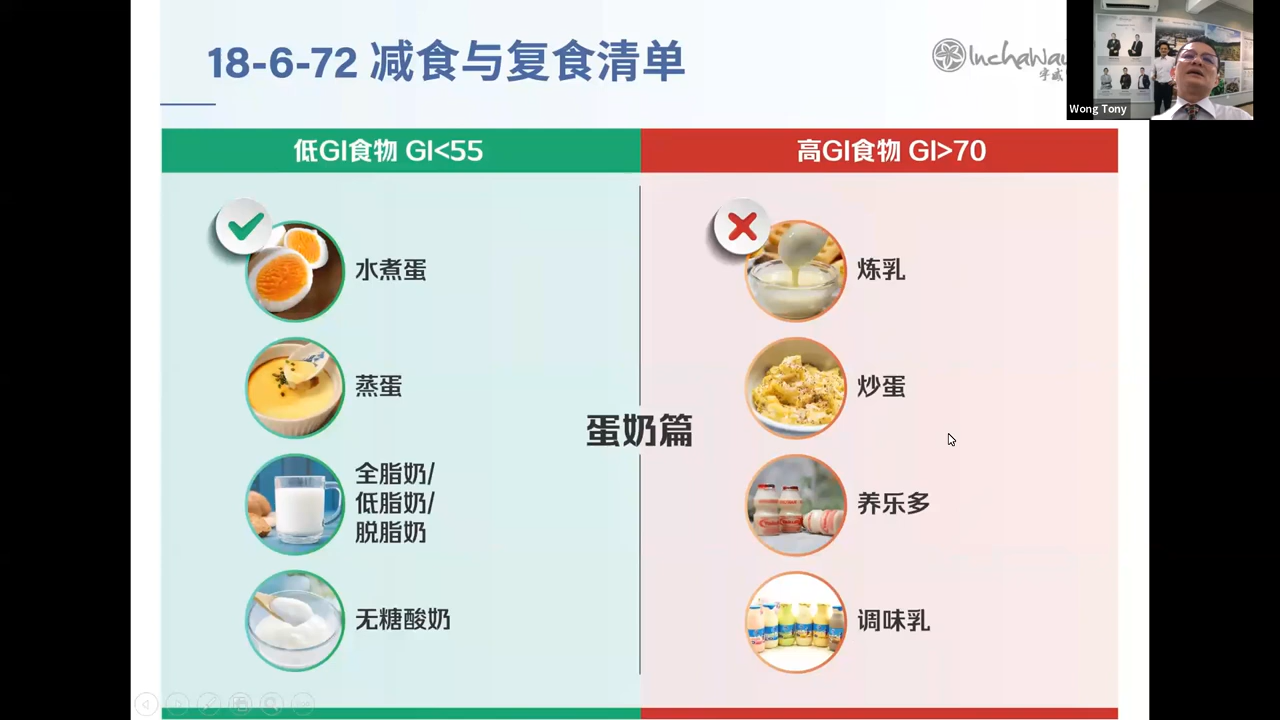 18-6-72 减食与复食清单
Wong Tony
低GI食物 GI<55
高GI食物 GI>70
水煮蛋
蒸蛋
全脂奶/
低脂奶/
脱脂奶
无糖酸奶
蛋奶篇
炼乳
炒蛋
养乐多
调味乳